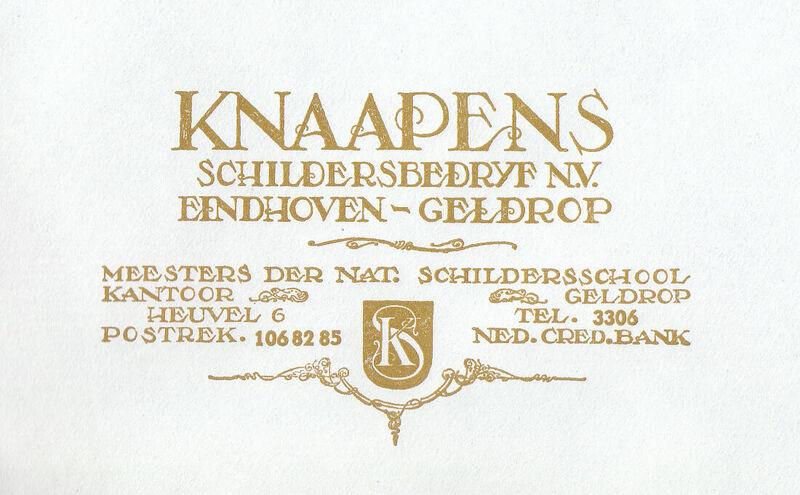 KNAAPENS
SCHILDERSBEDRYF N.V.
EINDHOVEN - GELDROP
MEESTERS DER NAT. SCHILDERSSCHOOL
KANTOOR GELDROP
HEUVEL 6 TEL. 3306
POSTREK. 1068285 NED. CRED. BANK
KS